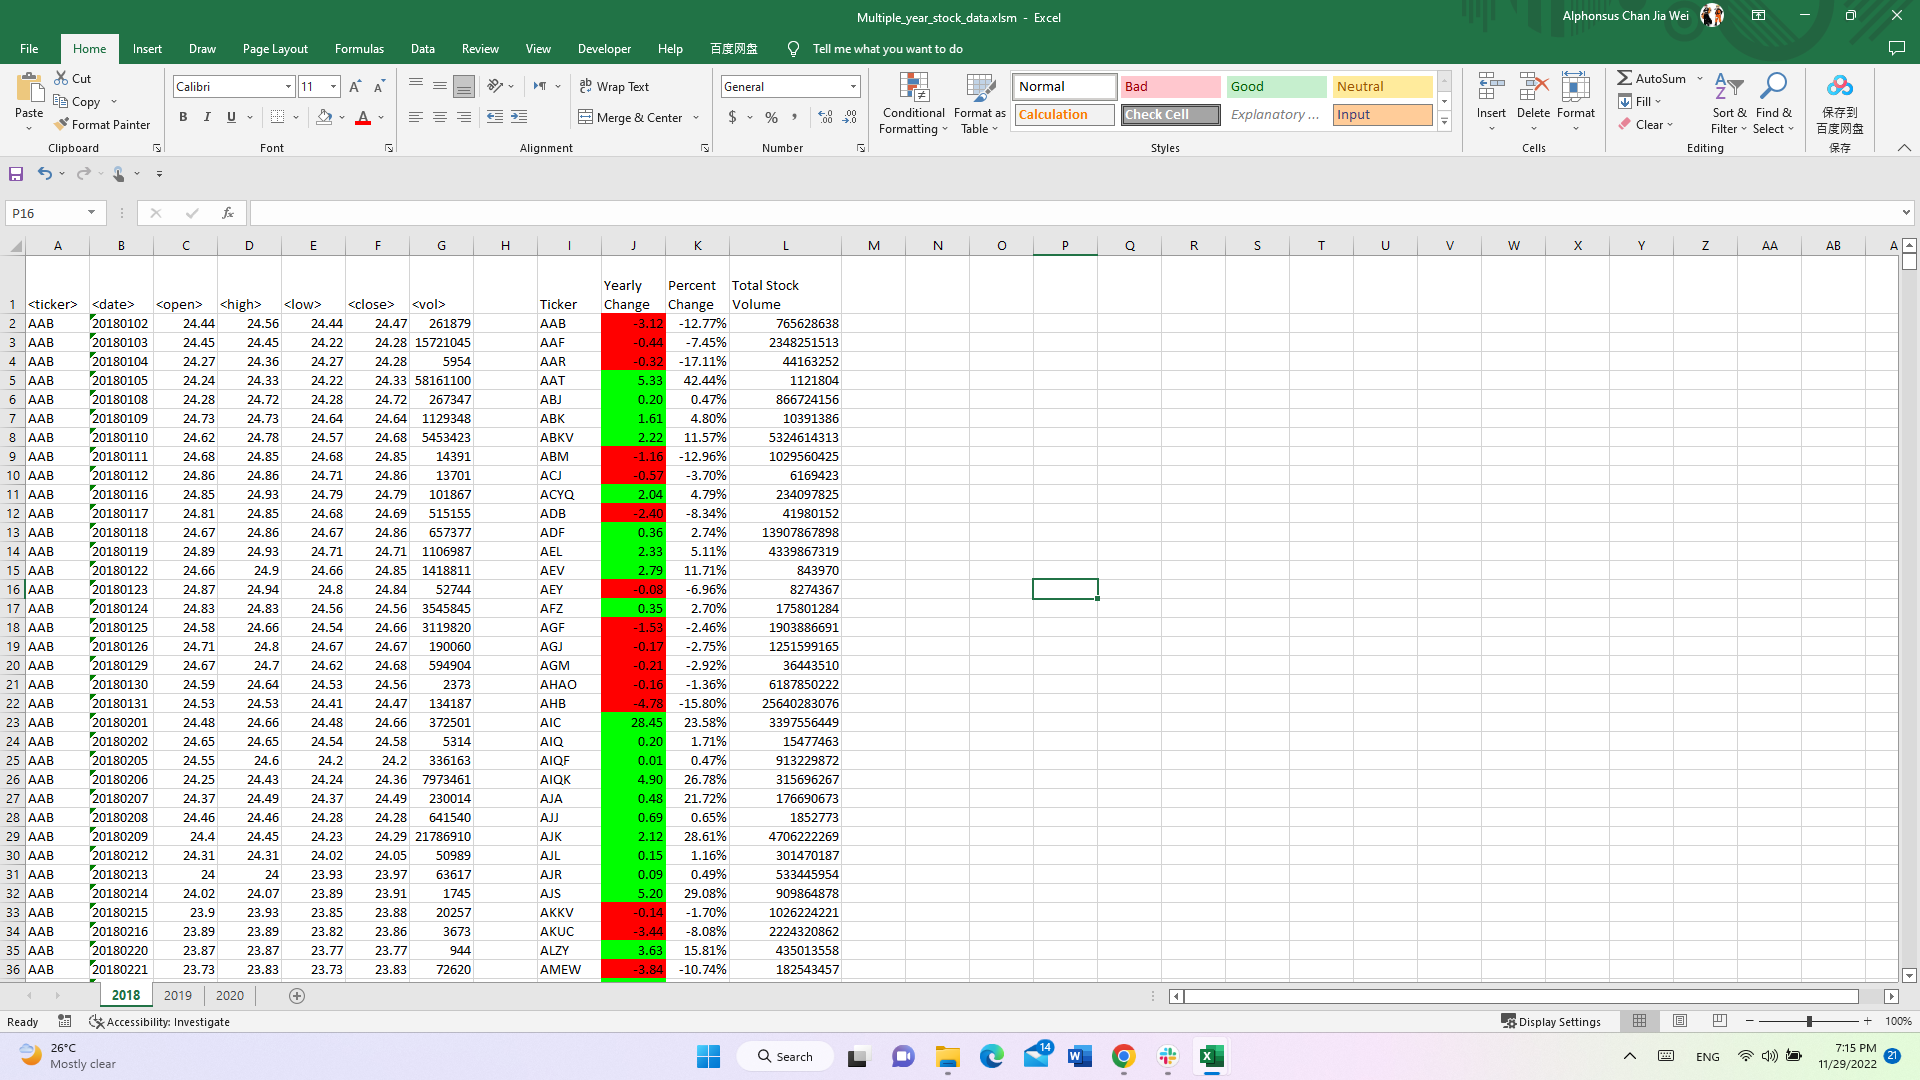 Multiple_year_stock_data.xlsm - Excel
Alphonsus Chan Jia Wei
File Home Insert Draw Page Layout Formulas Data Review View Developer Help 百度网盘 Tell me what you want to do
Paste Cut Copy Format Painter Clipboard
Calibri 11 B I U A Font
Wrap Text Merge & Center Alignment
General $ % , Number
Conditional Formatting Format as Table
Normal Bad Good Neutral
Calculation Check Cell Explanatory ... Input
Styles
Insert Delete Format Cells
AutoSum Fill Clear Sort & Filter Find & Select Editing
保存到 百度网盘 保存
P16 fx
A B C D E F G H I J K L M N O P Q R S T U V W X Y Z AA AB A
1 <ticker> <date> <open> <high> <low> <close> <vol> Ticker Yearly Change Percent Change Total Stock Volume
2 AAB 20180102 24.44 24.56 24.44 24.47 261879 AAB -3.12 -12.77% 765628638
3 AAB 20180103 24.45 24.45 24.22 24.28 15721045 AAF -0.44 -7.45% 2348251513
4 AAB 20180104 24.27 24.36 24.27 24.28 5954 AAR -0.32 -17.11% 44163252
5 AAB 20180105 24.24 24.33 24.22 24.33 58161100 AAT 5.33 42.44% 1121804
6 AAB 20180108 24.28 24.72 24.28 24.72 267347 ABJ 0.20 0.47% 866724156
7 AAB 20180109 24.73 24.73 24.64 24.64 1129348 ABK 1.61 4.80% 10391386
8 AAB 20180110 24.62 24.78 24.57 24.68 5453423 ABKV 2.22 11.57% 5324614313
9 AAB 20180111 24.68 24.85 24.68 24.85 14391 ABM -1.16 -12.96% 1029560425
10 AAB 20180112 24.86 24.86 24.71 24.86 13701 ACJ -0.57 -3.70% 6169423
11 AAB 20180116 24.85 24.93 24.79 24.79 101867 ACYQ 2.04 4.79% 234097825
12 AAB 20180117 24.81 24.85 24.68 24.69 515155 ADB -2.40 -8.34% 41980152
13 AAB 20180118 24.67 24.86 24.67 24.86 657377 ADF 0.36 2.74% 13907867898
14 AAB 20180119 24.89 24.93 24.71 24.71 1106987 AEL 2.33 5.11% 4339867319
15 AAB 20180122 24.66 24.9 24.66 24.85 1418811 AEV 2.79 11.71% 843970
16 AAB 20180123 24.87 24.94 24.8 24.84 52744 AEY -0.08 -6.96% 8274367
17 AAB 20180124 24.83 24.83 24.56 24.56 3545845 AFZ 0.35 2.70% 175801284
18 AAB 20180125 24.58 24.66 24.54 24.66 3119820 AGF -1.53 -2.46% 1903886691
19 AAB 20180126 24.71 24.8 24.67 24.67 190060 AGJ -0.17 -2.75% 1251599165
20 AAB 20180129 24.67 24.7 24.62 24.68 594904 AGM -0.21 -2.92% 36443510
21 AAB 20180130 24.59 24.64 24.53 24.56 2373 AHAO -0.16 -1.36% 6187850222
22 AAB 20180131 24.53 24.53 24.41 24.47 134187 AHB -4.78 -15.80% 25640283076
23 AAB 20180201 24.48 24.66 24.48 24.66 372501 AIC 28.45 23.58% 3397556449
24 AAB 20180202 24.65 24.65 24.54 24.58 5314 AIQ 0.20 1.71% 15477463
25 AAB 20180205 24.55 24.6 24.2 24.2 336163 AIQF 0.01 0.47% 913229872
26 AAB 20180206 24.25 24.43 24.24 24.36 7973461 AIQK 4.90 26.78% 315696267
27 AAB 20180207 24.37 24.49 24.37 24.49 230014 AJA 0.48 21.72% 176690673
28 AAB 20180208 24.46 24.46 24.28 24.28 641540 AJJ 0.69 0.65% 1852773
29 AAB 20180209 24.4 24.45 24.23 24.29 21786910 AJK 2.12 28.61% 4706222269
30 AAB 20180212 24.31 24.31 24.02 24.05 50989 AJL 0.15 1.16% 301470187
31 AAB 20180213 24 24 23.93 23.97 63617 AJR 0.09 0.49% 533445954
32 AAB 20180214 24.02 24.07 23.89 23.91 1745 AJS 5.20 29.08% 909864878
33 AAB 20180215 23.9 23.93 23.85 23.88 20257 AKKV -0.14 -1.70% 1026224221
34 AAB 20180216 23.89 23.89 23.82 23.86 3673 AKUC -3.44 -8.08% 2224320862
35 AAB 20180220 23.87 23.87 23.77 23.77 944 ALZY 3.63 15.81% 435013558
36 AAB 20180221 23.73 23.83 23.73 23.83 72620 AMEW -3.84 -10.74% 182543457
2018 2019 2020
Ready Accessibility: Investigate Display Settings 100%
26°C
Mostly clear
Search 14 ENG
7:15 PM
11/29/2022 21